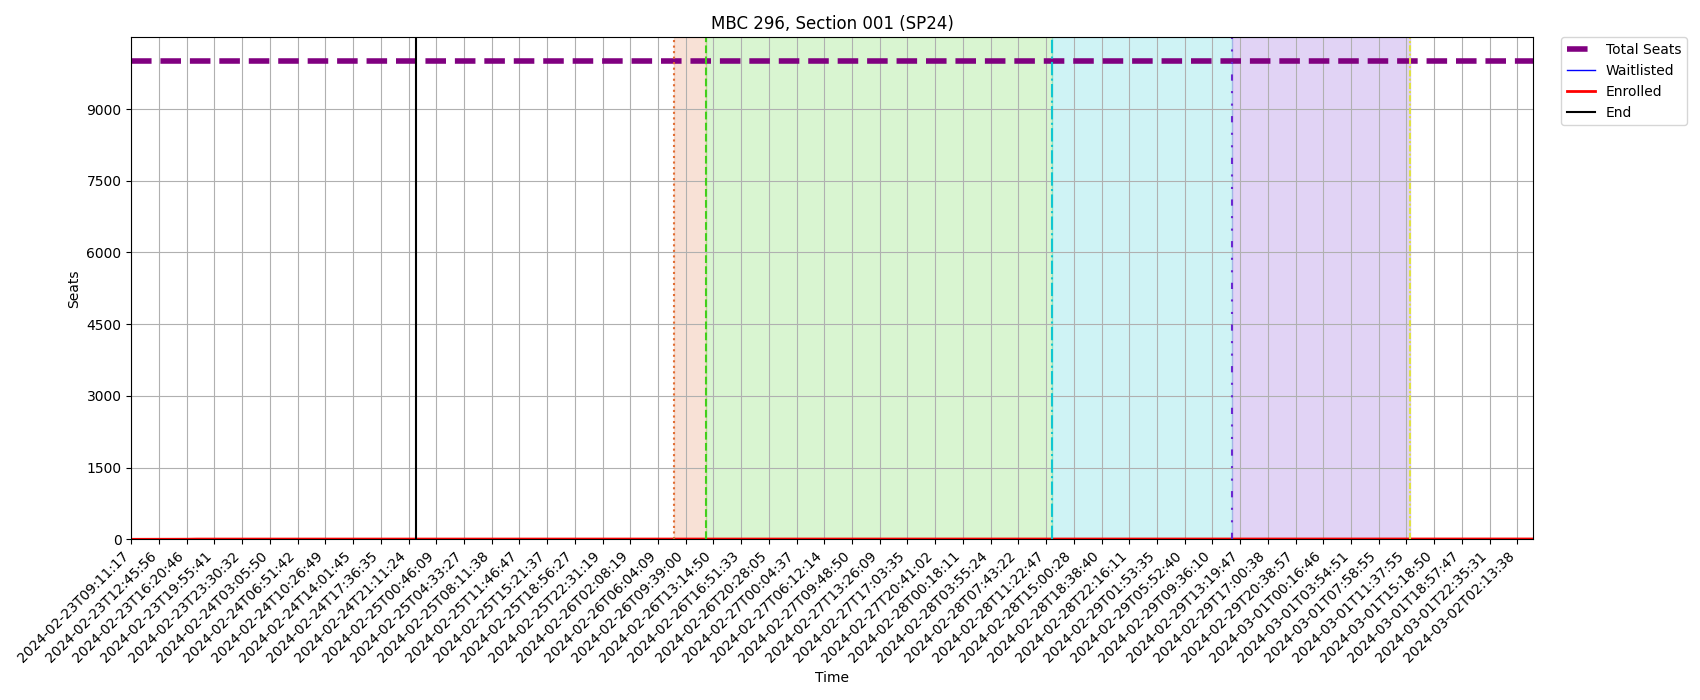 MBC 296, Section 001 (SP24)
Total Seats
Waitlisted
Enrolled
End
Seats
9000
7500
6000
4500
3000
1500
0
2024-02-23T09:11:17
2024-02-23T12:45:56
2024-02-23T16:20:46
2024-02-23T19:55:41
2024-02-23T23:30:32
2024-02-24T03:05:50
2024-02-24T06:51:42
2024-02-24T10:26:49
2024-02-24T14:01:45
2024-02-24T17:36:35
2024-02-24T21:11:24
2024-02-25T00:46:09
2024-02-25T04:33:27
2024-02-25T08:11:38
2024-02-25T11:46:47
2024-02-25T15:21:37
2024-02-25T18:56:27
2024-02-25T22:31:19
2024-02-26T02:08:19
2024-02-26T06:04:09
2024-02-26T09:39:00
2024-02-26T13:14:50
2024-02-26T16:51:33
2024-02-26T20:28:05
2024-02-27T00:04:37
2024-02-27T06:12:14
2024-02-27T09:48:50
2024-02-27T13:26:09
2024-02-27T17:03:35
2024-02-27T20:41:02
2024-02-28T00:18:11
2024-02-28T03:55:24
2024-02-28T07:43:22
2024-02-28T11:22:47
2024-02-28T15:00:28
2024-02-28T18:38:40
2024-02-28T22:16:11
2024-02-29T01:53:35
2024-02-29T05:52:40
2024-02-29T09:36:10
2024-02-29T13:19:47
2024-02-29T17:00:38
2024-02-29T20:38:57
2024-03-01T00:16:46
2024-03-01T03:54:51
2024-03-01T07:58:55
2024-03-01T11:37:55
2024-03-01T15:18:50
2024-03-01T18:57:47
2024-03-01T22:35:31
2024-03-02T02:13:38
Time